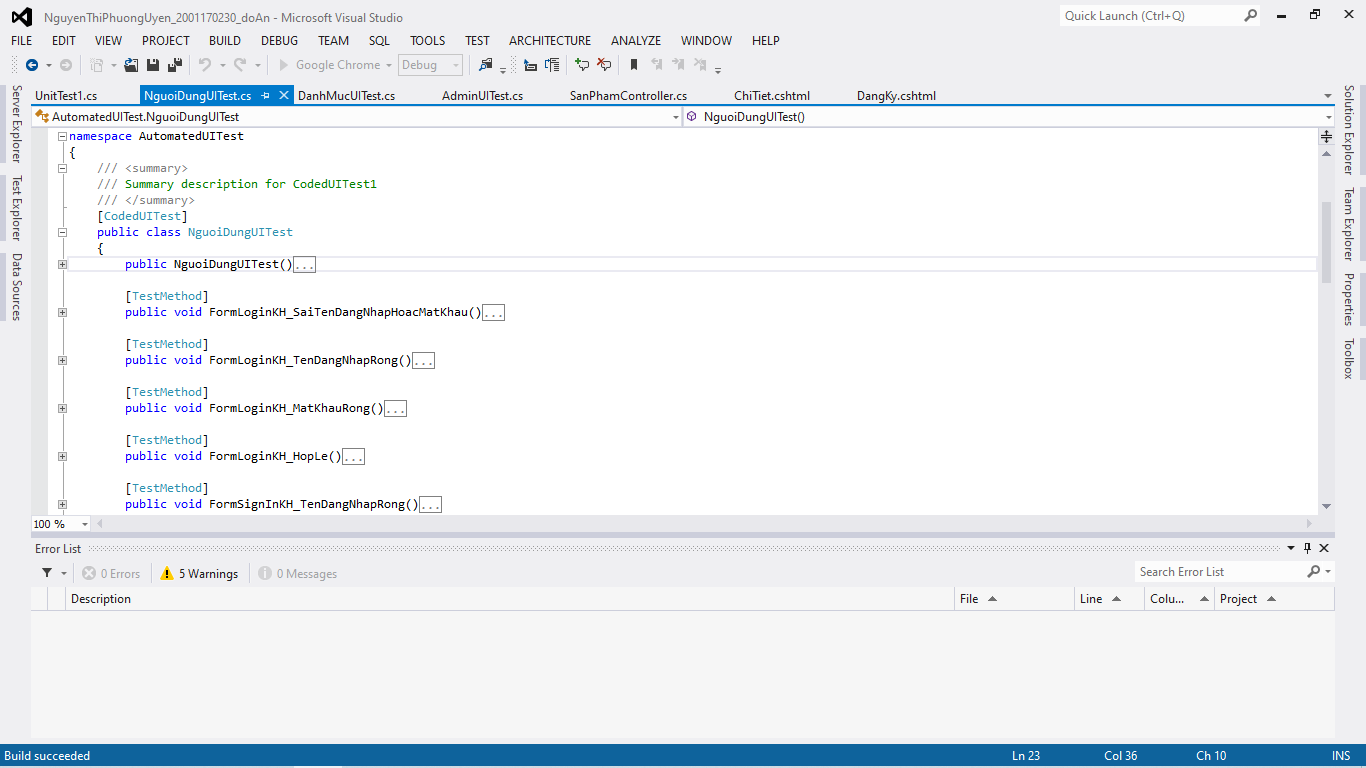 NguyenThiPhuongUyen_2001170230_doAn - Microsoft Visual Studio
Quick Launch (Ctrl+Q)
FILE EDIT VIEW PROJECT BUILD DEBUG TEAM SQL TOOLS TEST ARCHITECTURE ANALYZE WINDOW HELP
Google Chrome Debug
UnitTest1.cs NguoiDungUITest.cs DanhMucUITest.cs AdminUITest.cs SanPhamController.cs ChiTiet.cshtml DangKy.cshtml
AutomatedUITest.NguoiDungUITest NguoiDungUITest()
Server Explorer
Test Explorer
Data Sources
namespace AutomatedUITest
{
/// <summary>
/// Summary description for CodedUITest1
/// </summary>
[CodedUITest]
public class NguoiDungUITest
{
public NguoiDungUITest()...
[TestMethod]
public void FormLoginKH_SaiTenDangNhapHoacMatKhau()...
[TestMethod]
public void FormLoginKH_TenDangNhapRong()...
[TestMethod]
public void FormLoginKH_MatKhauRong()...
[TestMethod]
public void FormLoginKH_HopLe()...
[TestMethod]
public void FormSignInKH_TenDangNhapRong()...
Solution Explorer
Team Explorer
Properties
Toolbox
100 %
Error List
0 Errors 5 Warnings 0 Messages
Search Error List
Description File Line Colu... Project
Build succeeded Ln 23 Col 36 Ch 10 INS